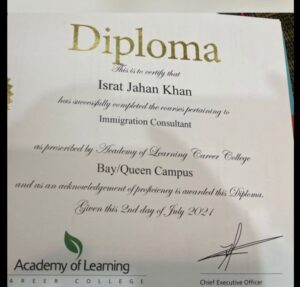 Diploma
This is to certify that
Israt Jahan Khan
has successfully completed the courses pertaining to
Immigration Consultant
as prescribed by Academy of Learning Career College
Bay/Queen Campus
and as an acknowledgement of proficiency is awarded this Diploma.
Given this 2nd day of July 2021
Academy of Learning
AREER COLLEGE
Chief Executive Officer